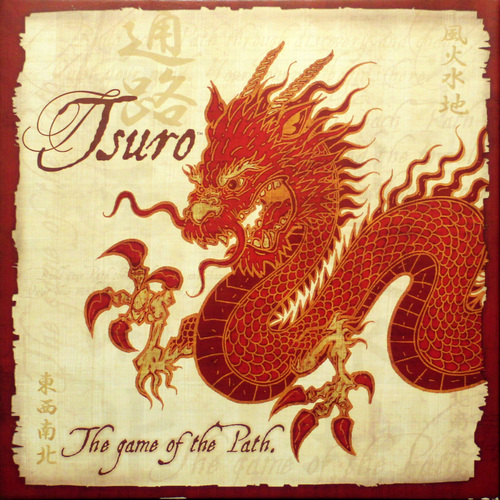 通路
風火水地
Tsuro
東西南北
The game of the Path.